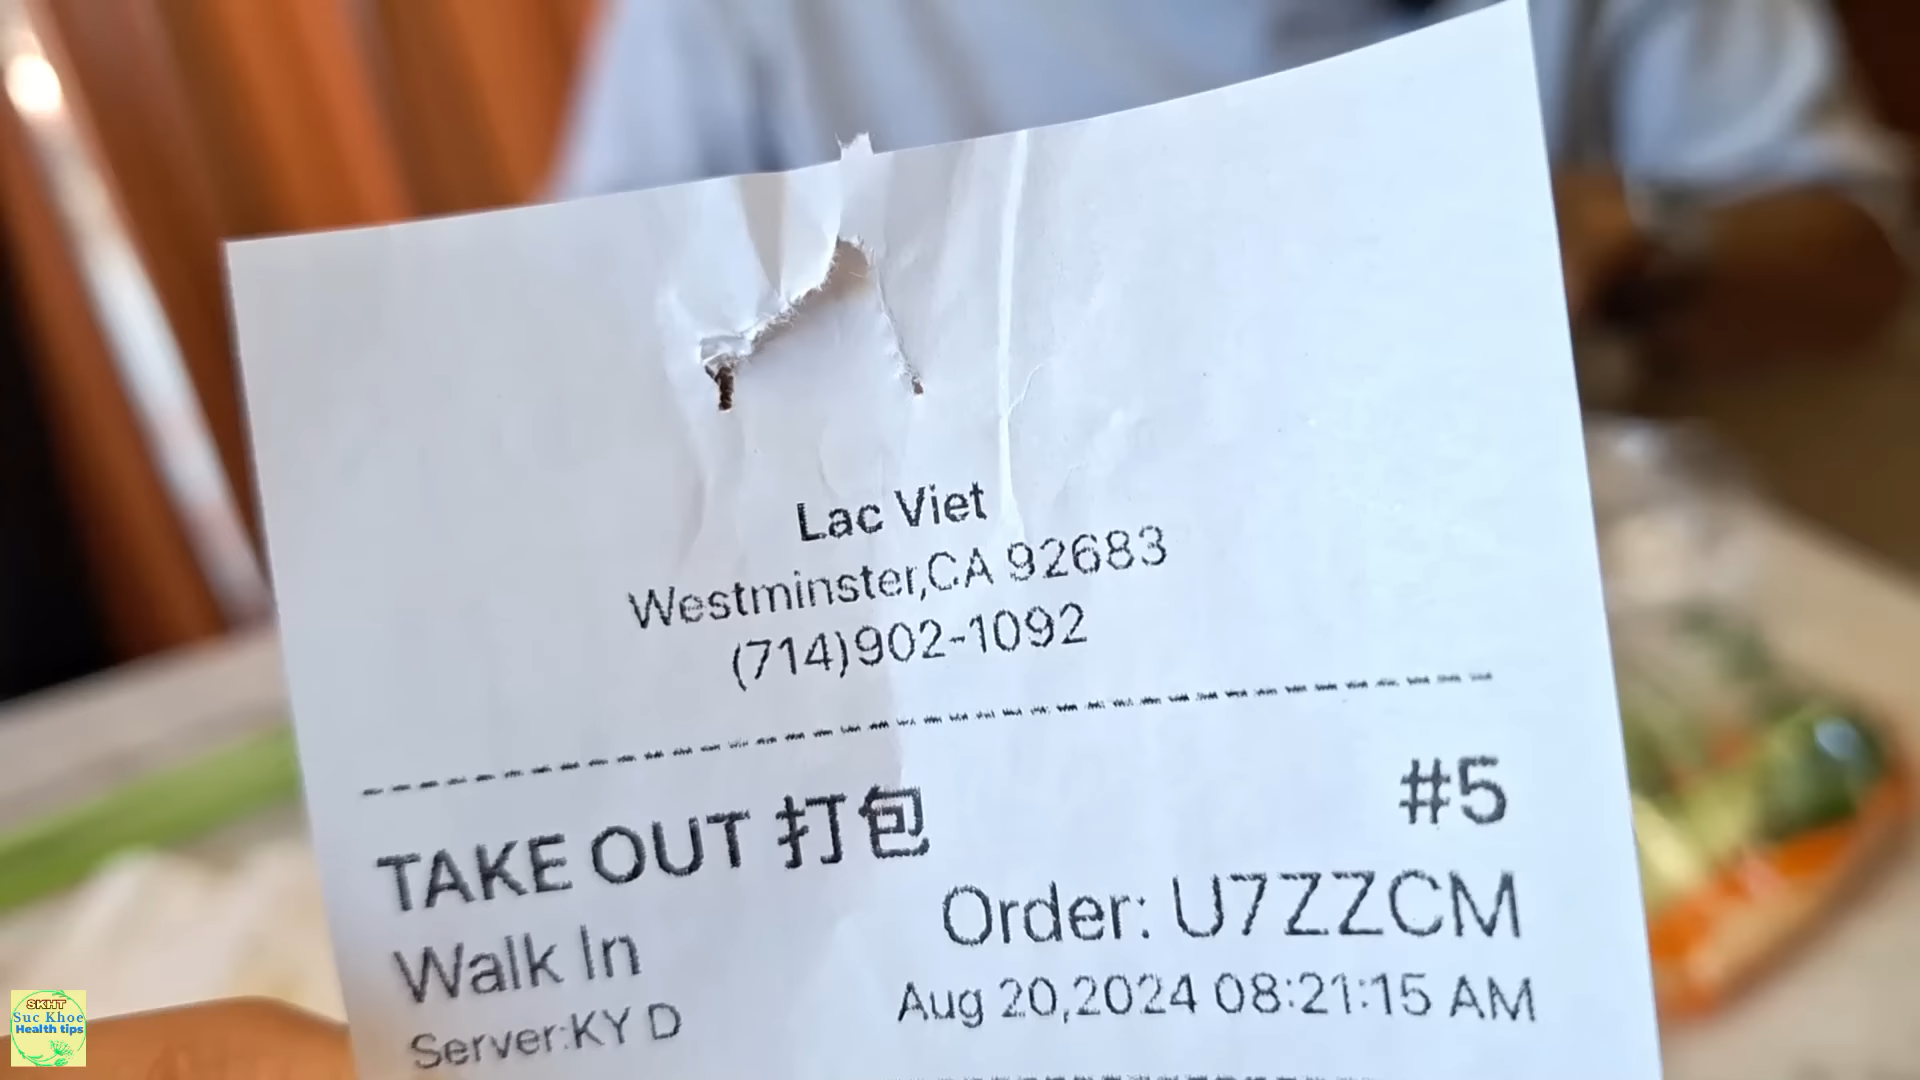 Lac Viet
Westminster,CA 92683
(714)902-1092
#5
TAKE OUT 打包
Order: U7ZZCM
Walk In
Aug 20,2024 08:21:15 AM
Server:KY D
SKHT
Suc Khoe
Health tips